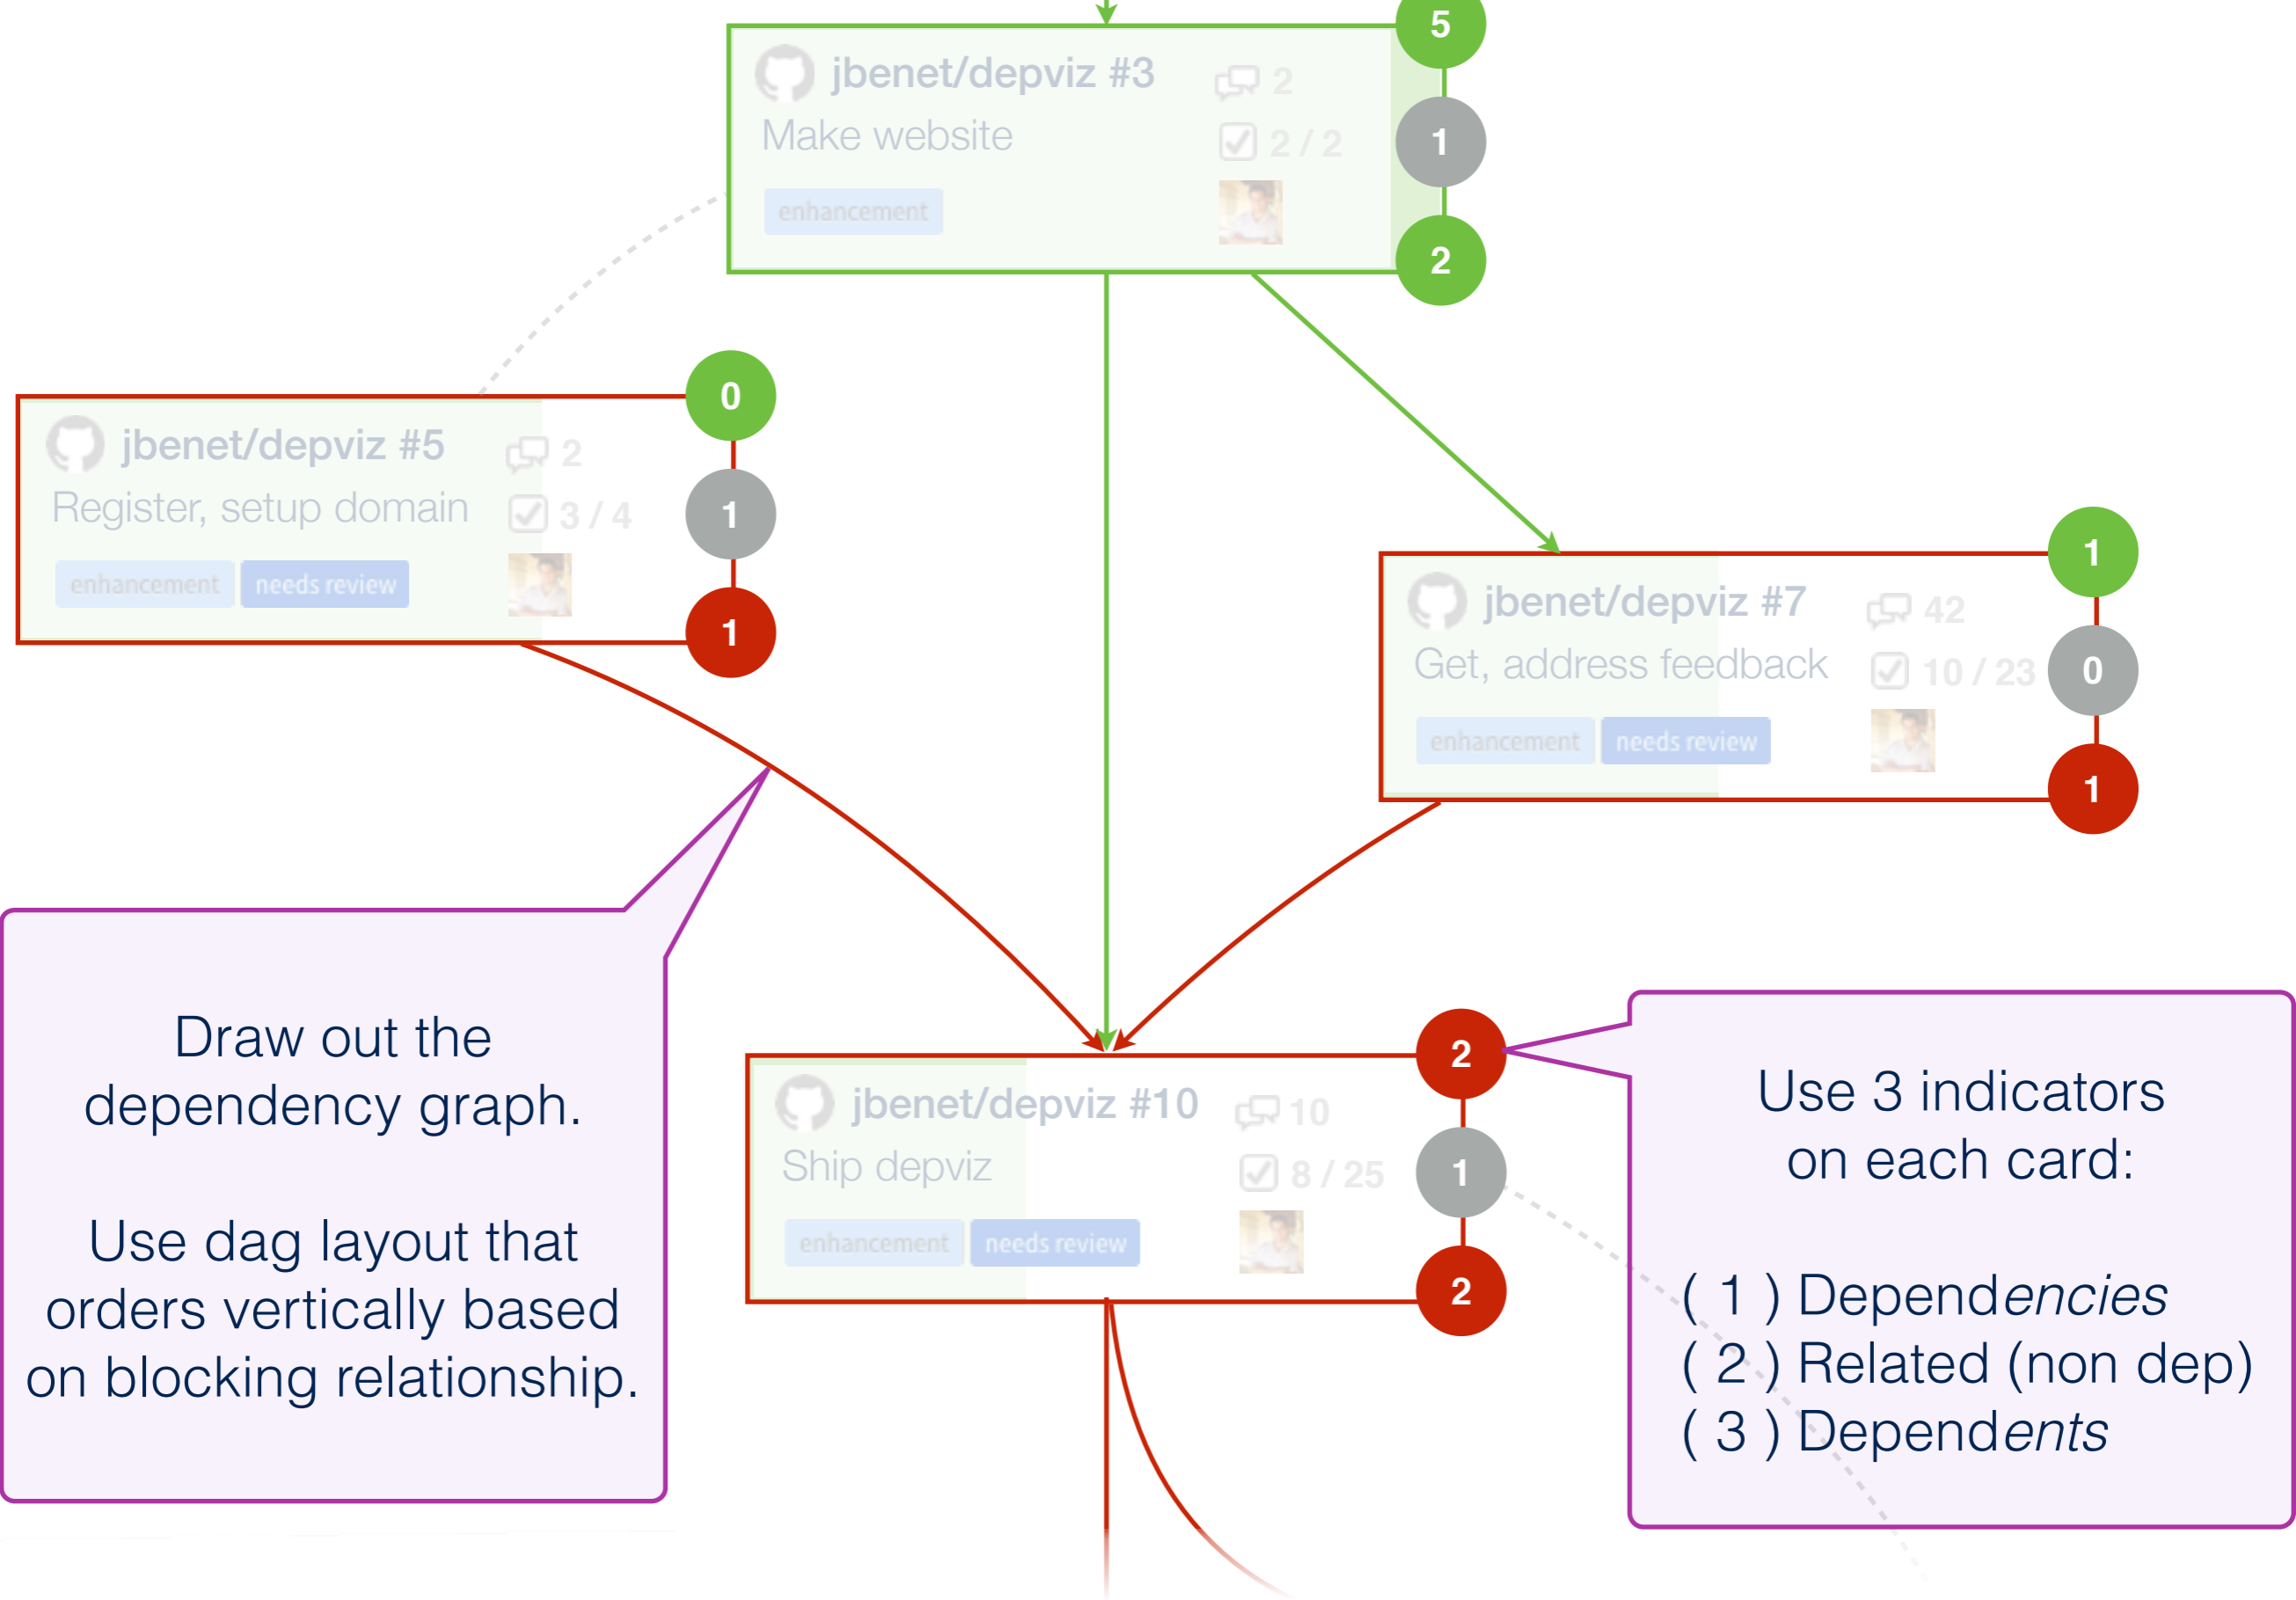 5
jbenet/depviz #3
2
Make website
2 / 2
1
enhancement
2
0
jbenet/depviz #5
2
Register, setup domain
3 / 4
1
enhancement
needs review
1
1
jbenet/depviz #7
42
Get, address feedback
10 / 23
0
enhancement
needs review
1
Draw out the
dependency graph.
Use dag layout that
orders vertically based
on blocking relationship.
2
jbenet/depviz #10
10
Ship depviz
8 / 25
1
enhancement
needs review
2
Use 3 indicators
on each card:
( 1 ) Dependencies
( 2 ) Related (non dep)
( 3 ) Dependents